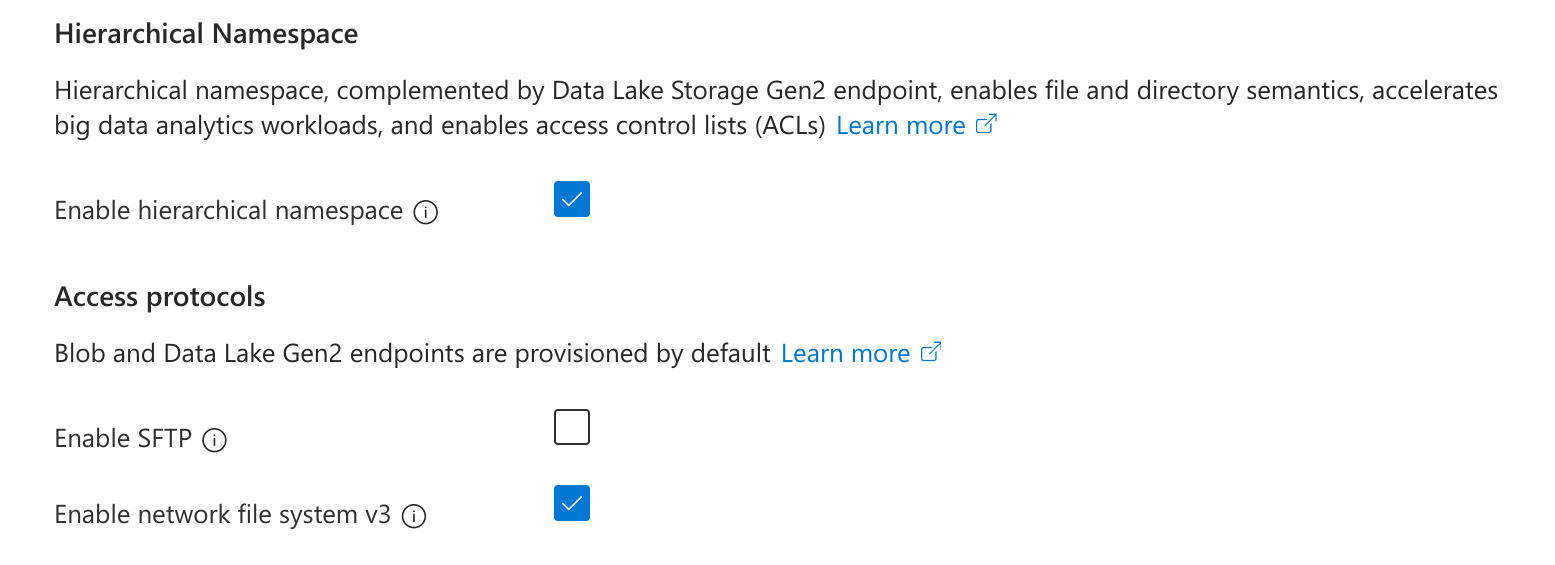 Hierarchical Namespace
Hierarchical namespace, complemented by Data Lake Storage Gen2 endpoint, enables file and directory semantics, accelerates
big data analytics workloads, and enables access control lists (ACLs) Learn more
Enable hierarchical namespace
Access protocols
Blob and Data Lake Gen2 endpoints are provisioned by default Learn more
Enable SFTP
Enable network file system v3